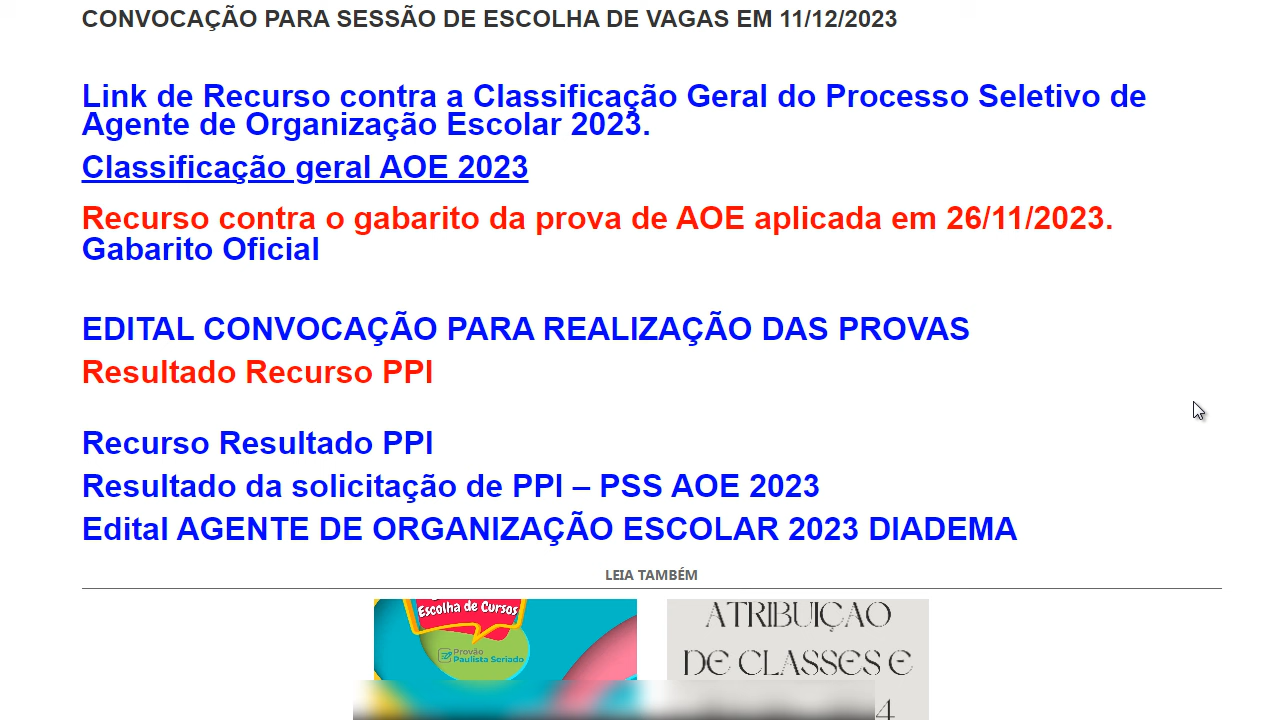 CONVOCAÇÃO PARA SESSÃO DE ESCOLHA DE VAGAS EM 11/12/2023
Link de Recurso contra a Classificação Geral do Processo Seletivo de
Agente de Organização Escolar 2023.
Classificação geral AOE 2023
Recurso contra o gabarito da prova de AOE aplicada em 26/11/2023.
Gabarito Oficial
EDITAL CONVOCAÇÃO PARA REALIZAÇÃO DAS PROVAS
Resultado Recurso PPI
Recurso Resultado PPI
Resultado da solicitação de PPI – PSS AOE 2023
Edital AGENTE DE ORGANIZAÇÃO ESCOLAR 2023 DIADEMA
LEIA TAMBÉM
Escolha de Cursos
Provão
Paulista Seriado
ATRIBUIÇAO
DE CLASSES E
4